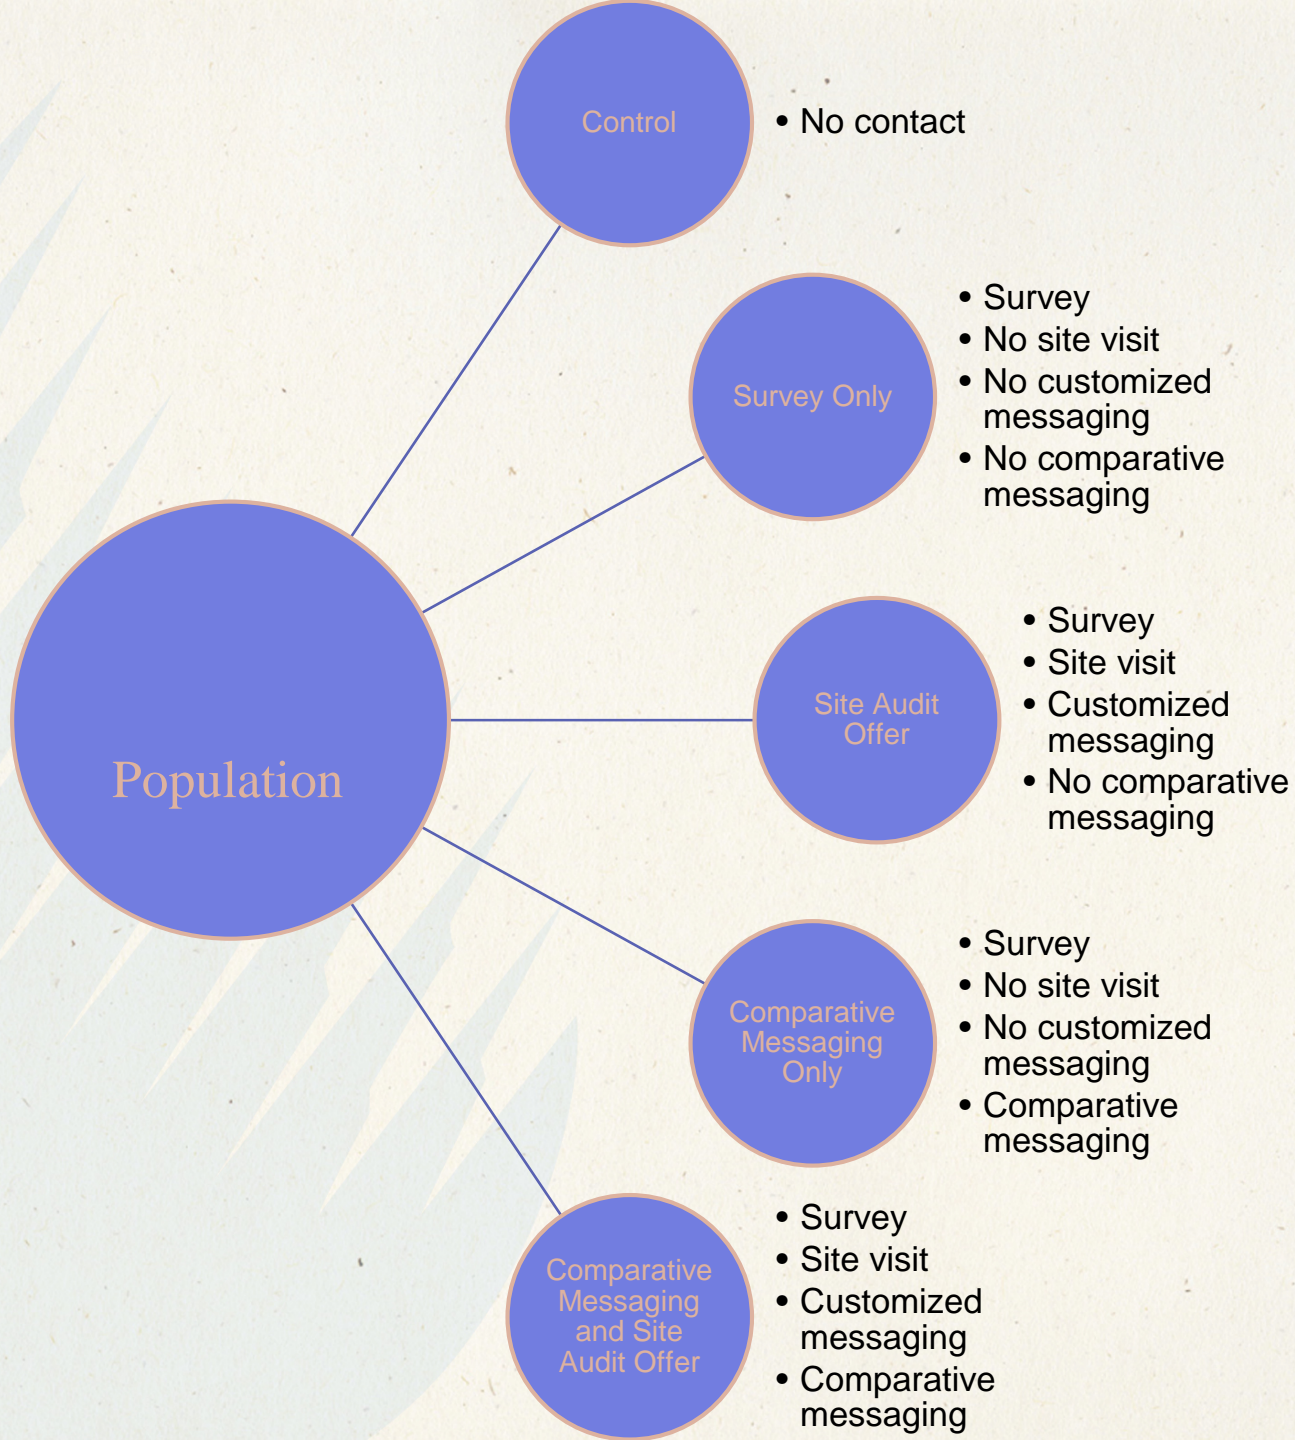 Control
• No contact
Survey Only
• Survey
• No site visit
• No customized
messaging
• No comparative
messaging
Population
Site Audit
Offer
• Survey
• Site visit
• Customized
messaging
• No comparative
messaging
Comparative
Messaging
Only
• Survey
• No site visit
• No customized
messaging
• Comparative
messaging
Comparative
Messaging
and Site
Audit Offer
• Survey
• Site visit
• Customized
messaging
• Comparative
messaging